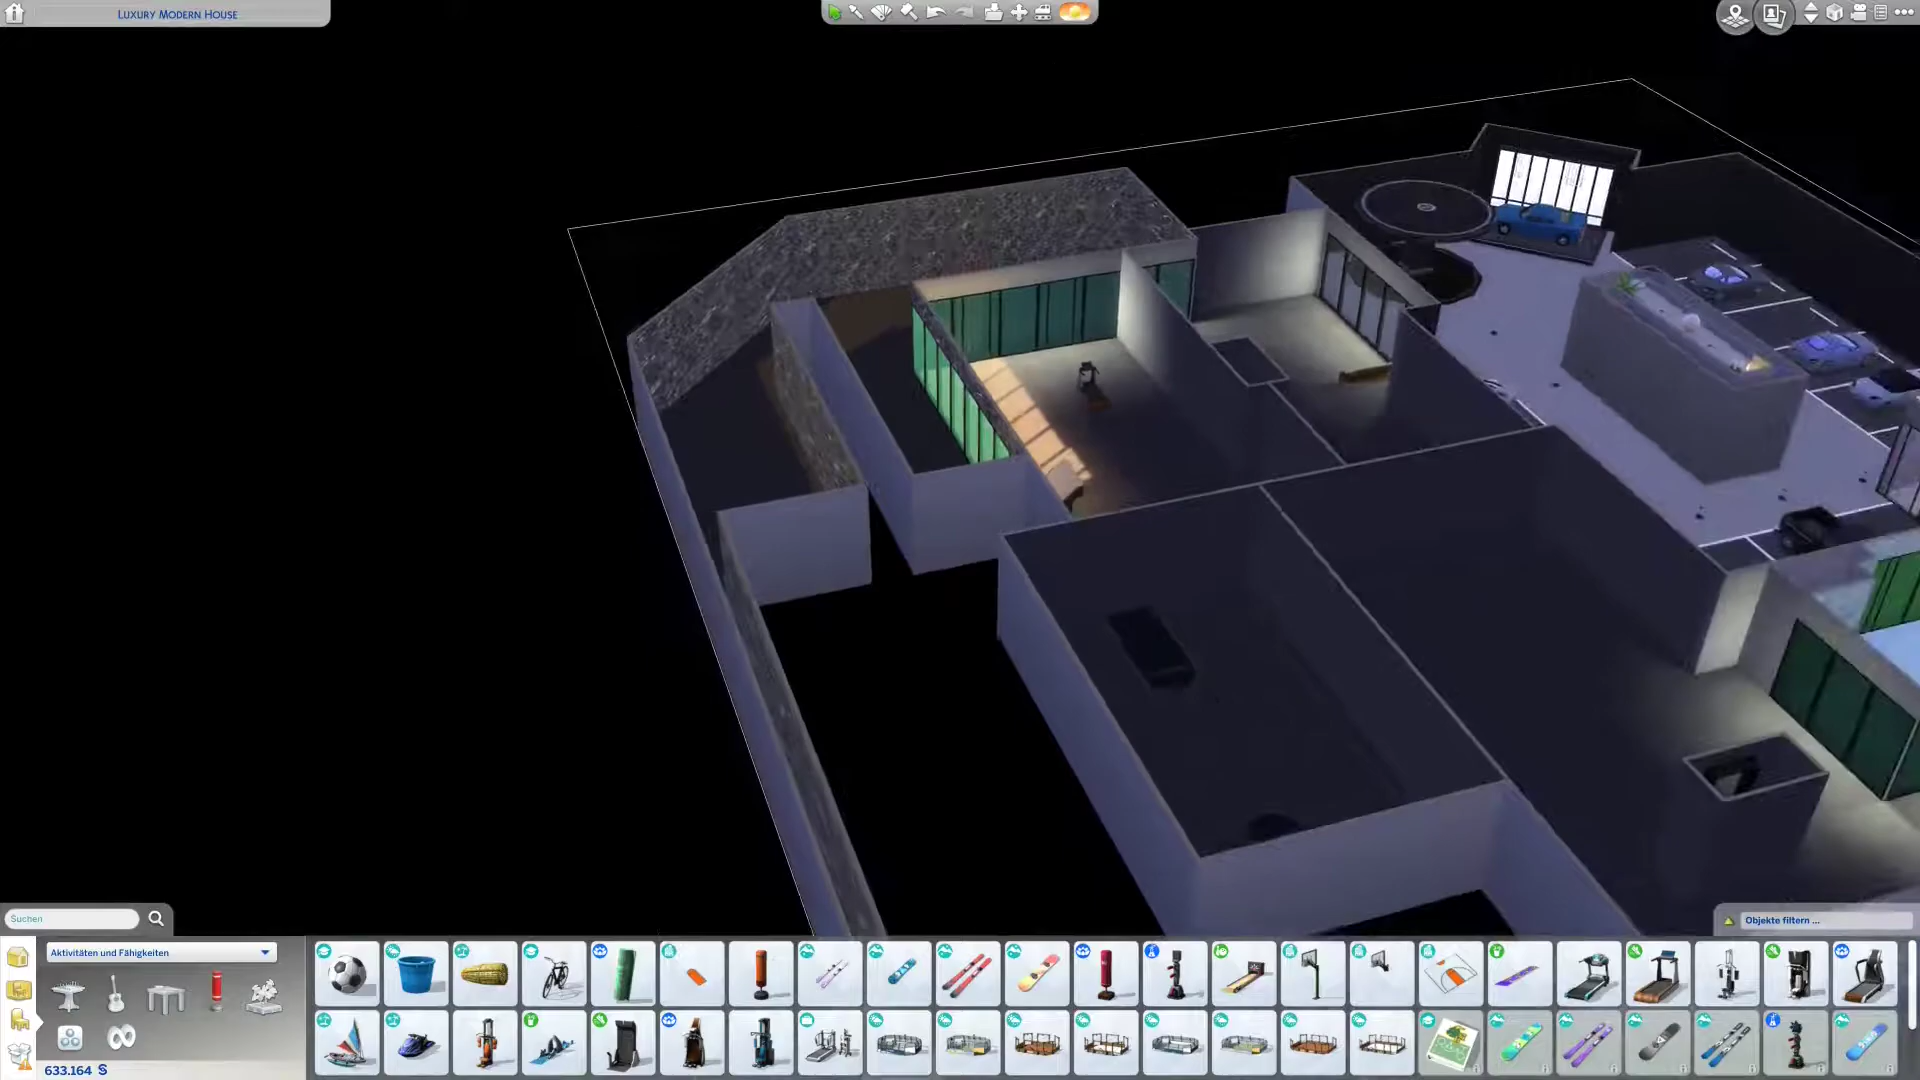 Luxury Modern House
Suchen
Objekte filtern ...
Aktivitäten und Fähigkeiten
633.164 S